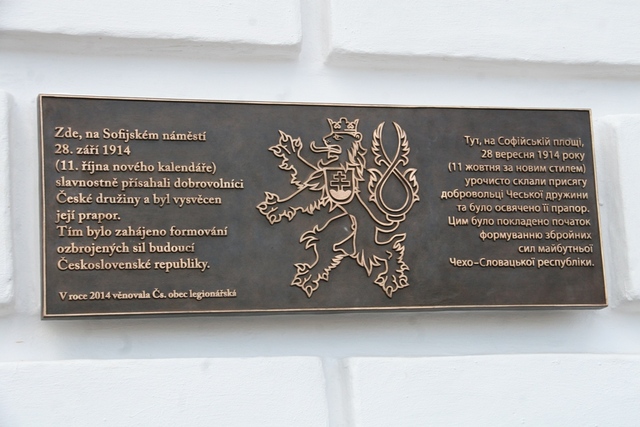 Zde, na Sofijském náměstí
28. září 1914
(11. října nového kalendáře)
slavnostně přísahali dobrovolníci
České družiny a byl vysvěcen
její prapor.
Tím bylo zahájeno formování
ozbrojených sil budoucí
Československé republiky.
V roce 2014 věnovala Čs. obec legionářská
Тут, на Софійській площі,
28 вересня 1914 року
(11 жовтня за новим стилем)
урочисто склали присягу
добровольці Чеської дружини
та було освячено її прапор.
Цим було покладено початок
формуванню збройних
сил майбутньої
Чехо-Словацької республіки.